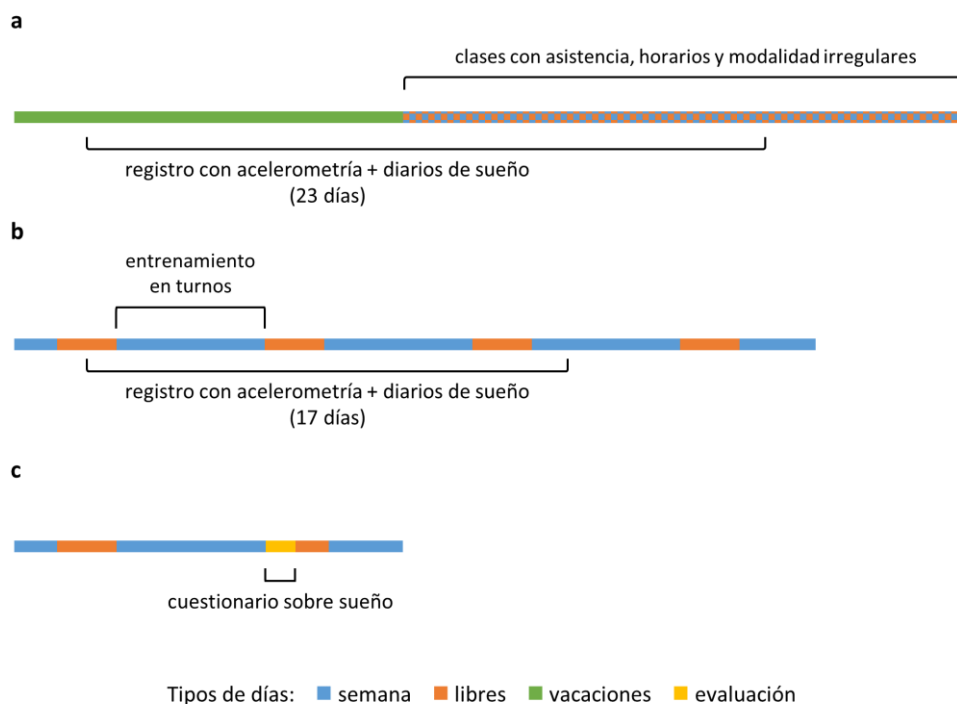 a
clases con asistencia, horarios y modalidad irregulares
registro con acelerometría + diarios de sueño
(23 días)
b
entrenamiento
en turnos
registro con acelerometría + diarios de sueño
(17 días)
c
cuestionario sobre sueño
Tipos de días: semana libres vacaciones evaluación